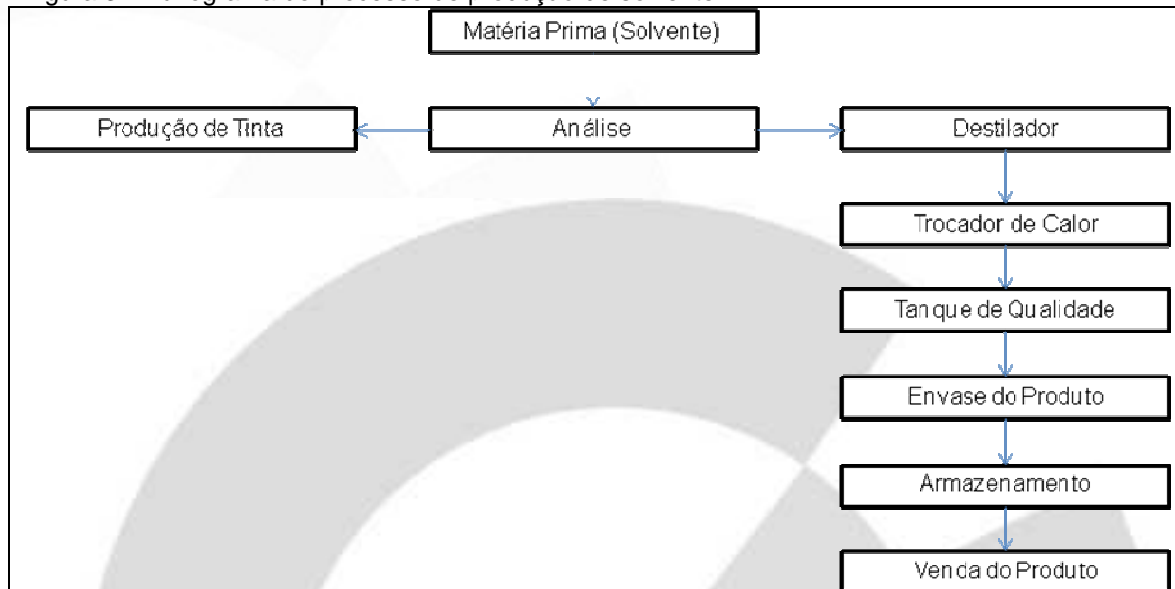 Matéria Prima (Solvente)
Produção de Tinta
Análise
Destilador
Trocador de Calor
Tanque de Qualidade
Envase do Produto
Armazenamento
Venda do Produto